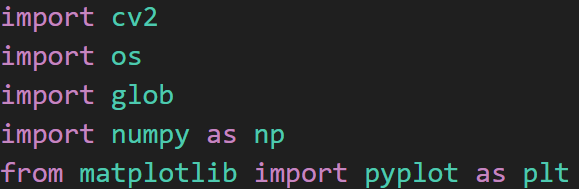 import cv2
import os
import glob
import numpy as np
from matplotlib import pyplot as plt